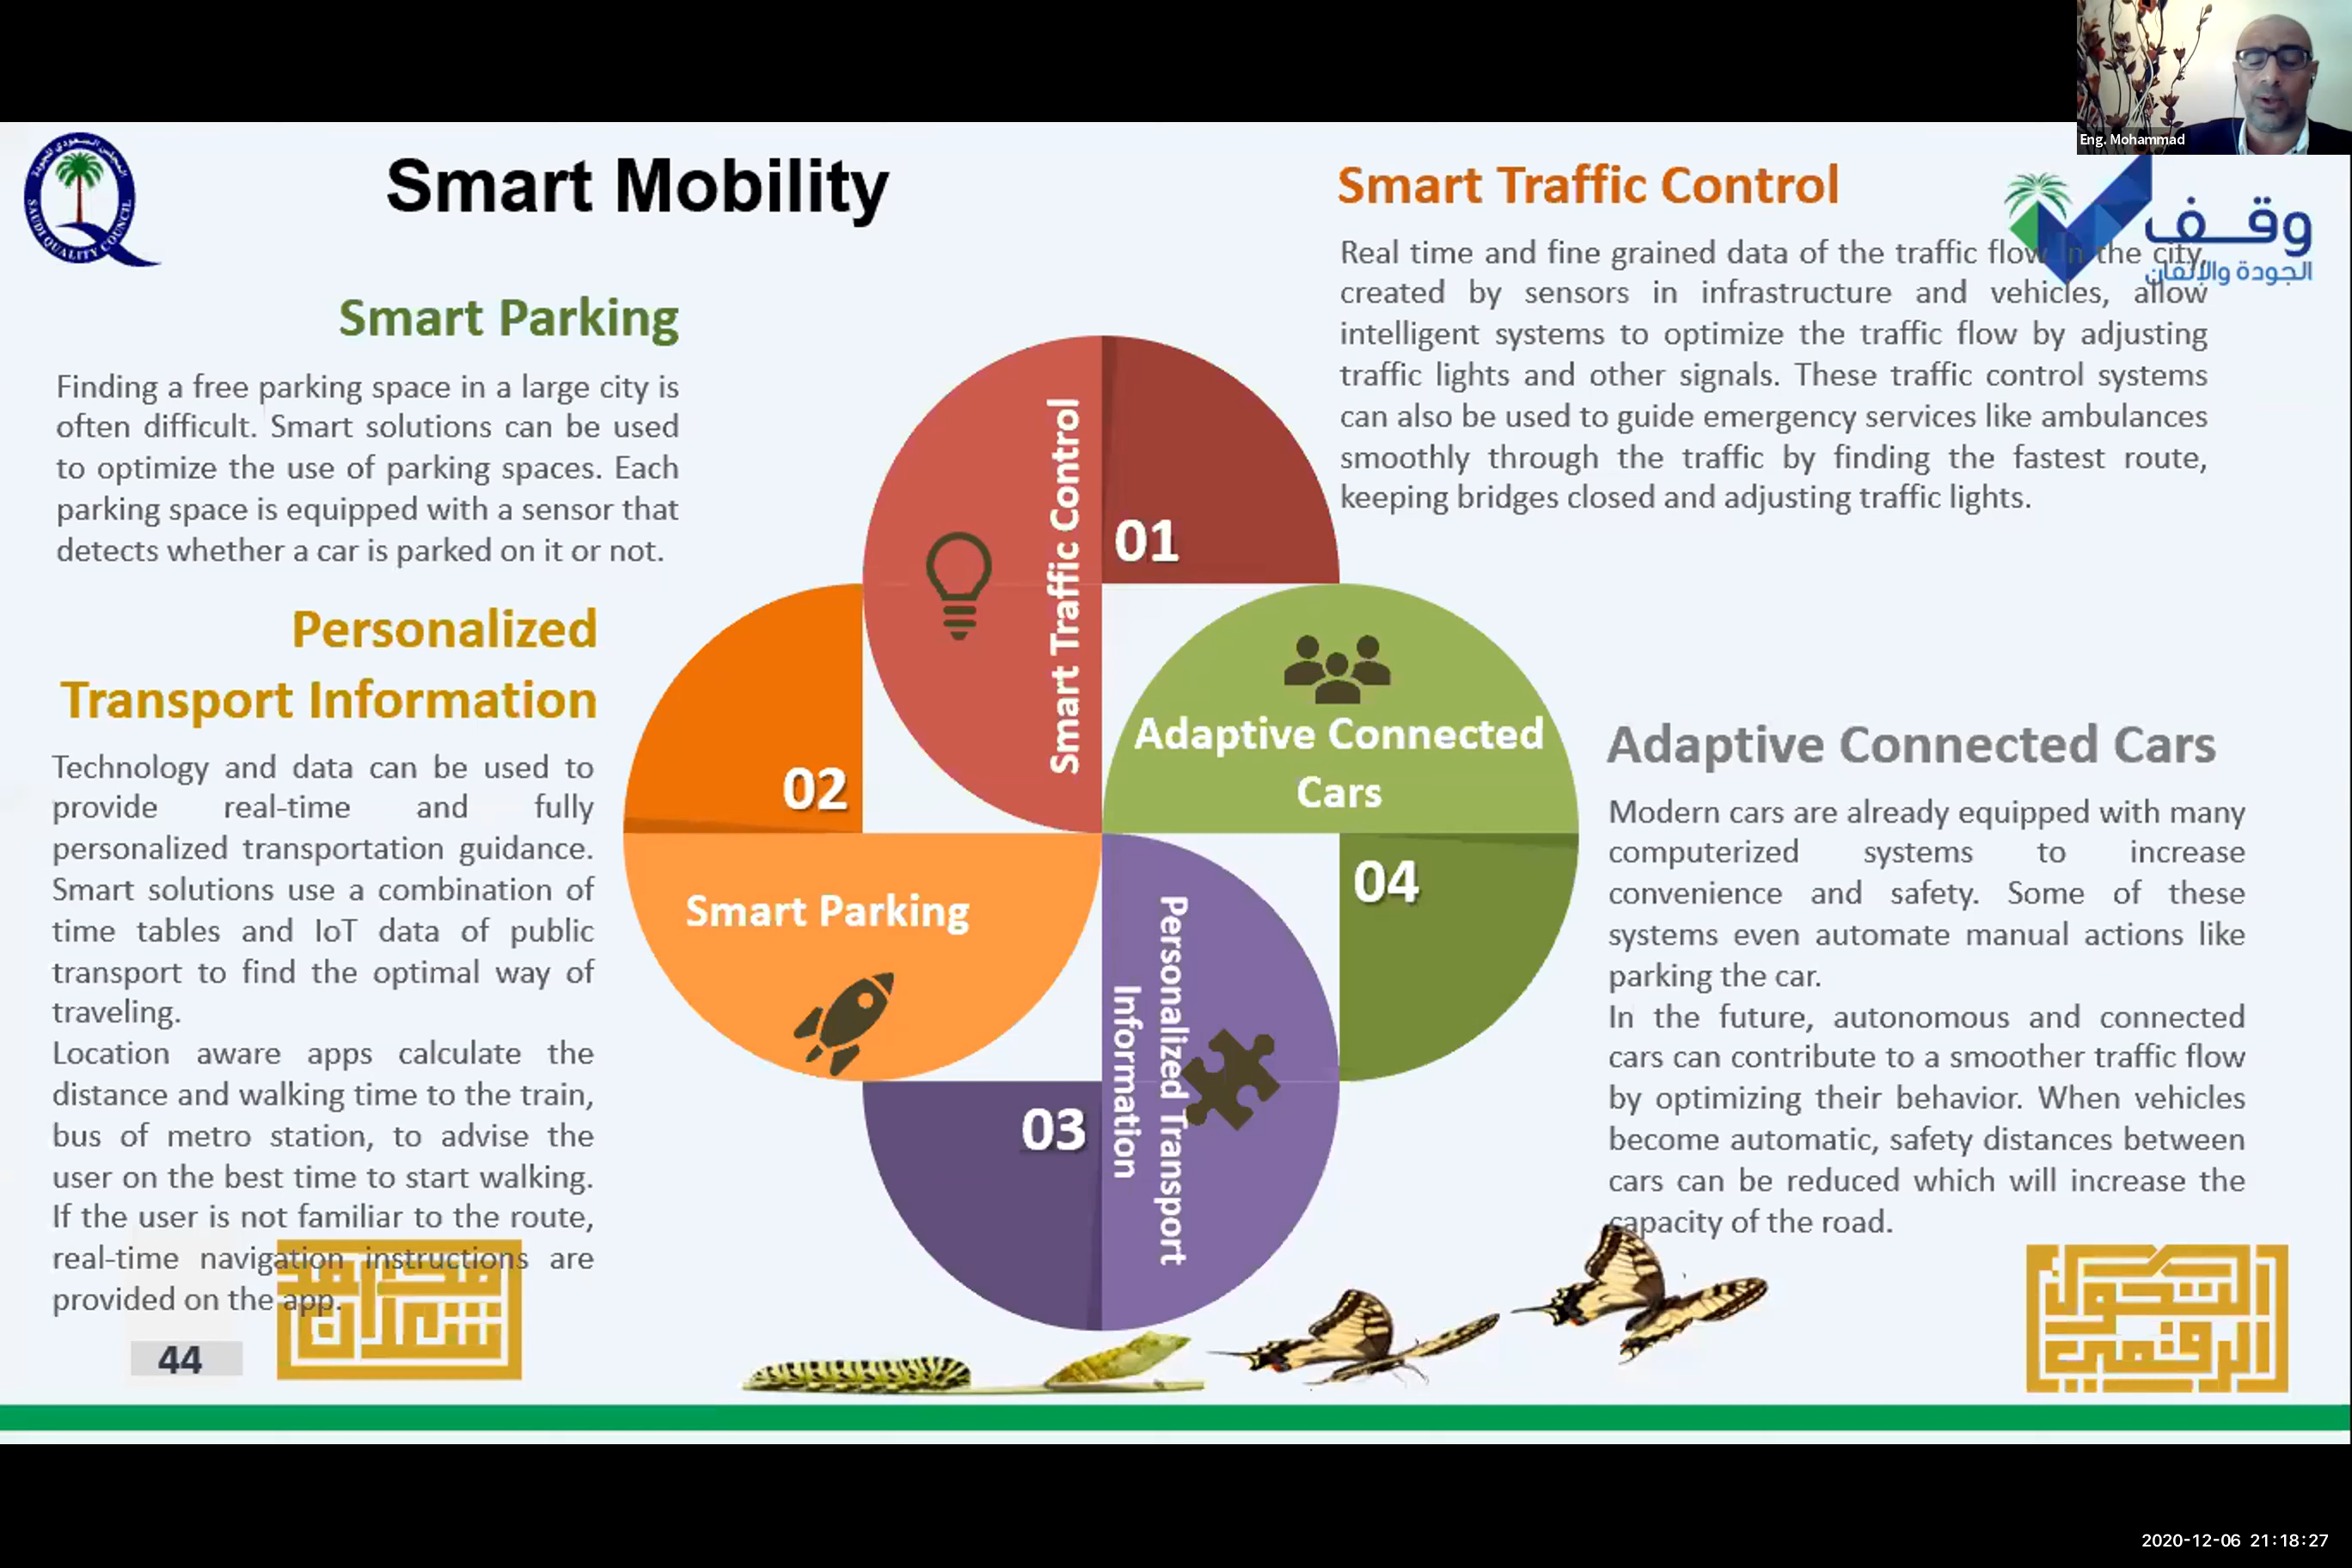 Eng. Mohammad
المجلس السعودي للجودة
SAUDI QUALITY COUNCIL
Smart Mobility
Smart Parking
Finding a free parking space in a large city is
often difficult. Smart solutions can be used
to optimize the use of parking spaces. Each
parking space is equipped with a sensor that
detects whether a car is parked on it or not.
Personalized
Transport Information
Technology and data can be used to
provide real-time and fully
personalized transportation guidance.
Smart solutions use a combination of
time tables and IoT data of public
transport to find the optimal way of
traveling.
Location aware apps calculate the
distance and walking time to the train,
bus of metro station, to advise the
user on the best time to start walking.
If the user is not familiar to the route,
real-time navigation instructions are
provided on the app.
44
Smart Traffic Control
01
02
Adaptive Connected
Cars
Smart Parking
04
03
Personalized Transport
Information
Smart Traffic Control
وقف
الجودة والإتقان
Real time and fine grained data of the traffic flow in the city,
created by sensors in infrastructure and vehicles, allow
intelligent systems to optimize the traffic flow by adjusting
traffic lights and other signals. These traffic control systems
can also be used to guide emergency services like ambulances
smoothly through the traffic by finding the fastest route,
keeping bridges closed and adjusting traffic lights.
Adaptive Connected Cars
Modern cars are already equipped with many
computerized systems to increase
convenience and safety. Some of these
systems even automate manual actions like
parking the car.
In the future, autonomous and connected
cars can contribute to a smoother traffic flow
by optimizing their behavior. When vehicles
become automatic, safety distances between
cars can be reduced which will increase the
capacity of the road.
التحول
الرقمي
2020-12-06 21:18:27